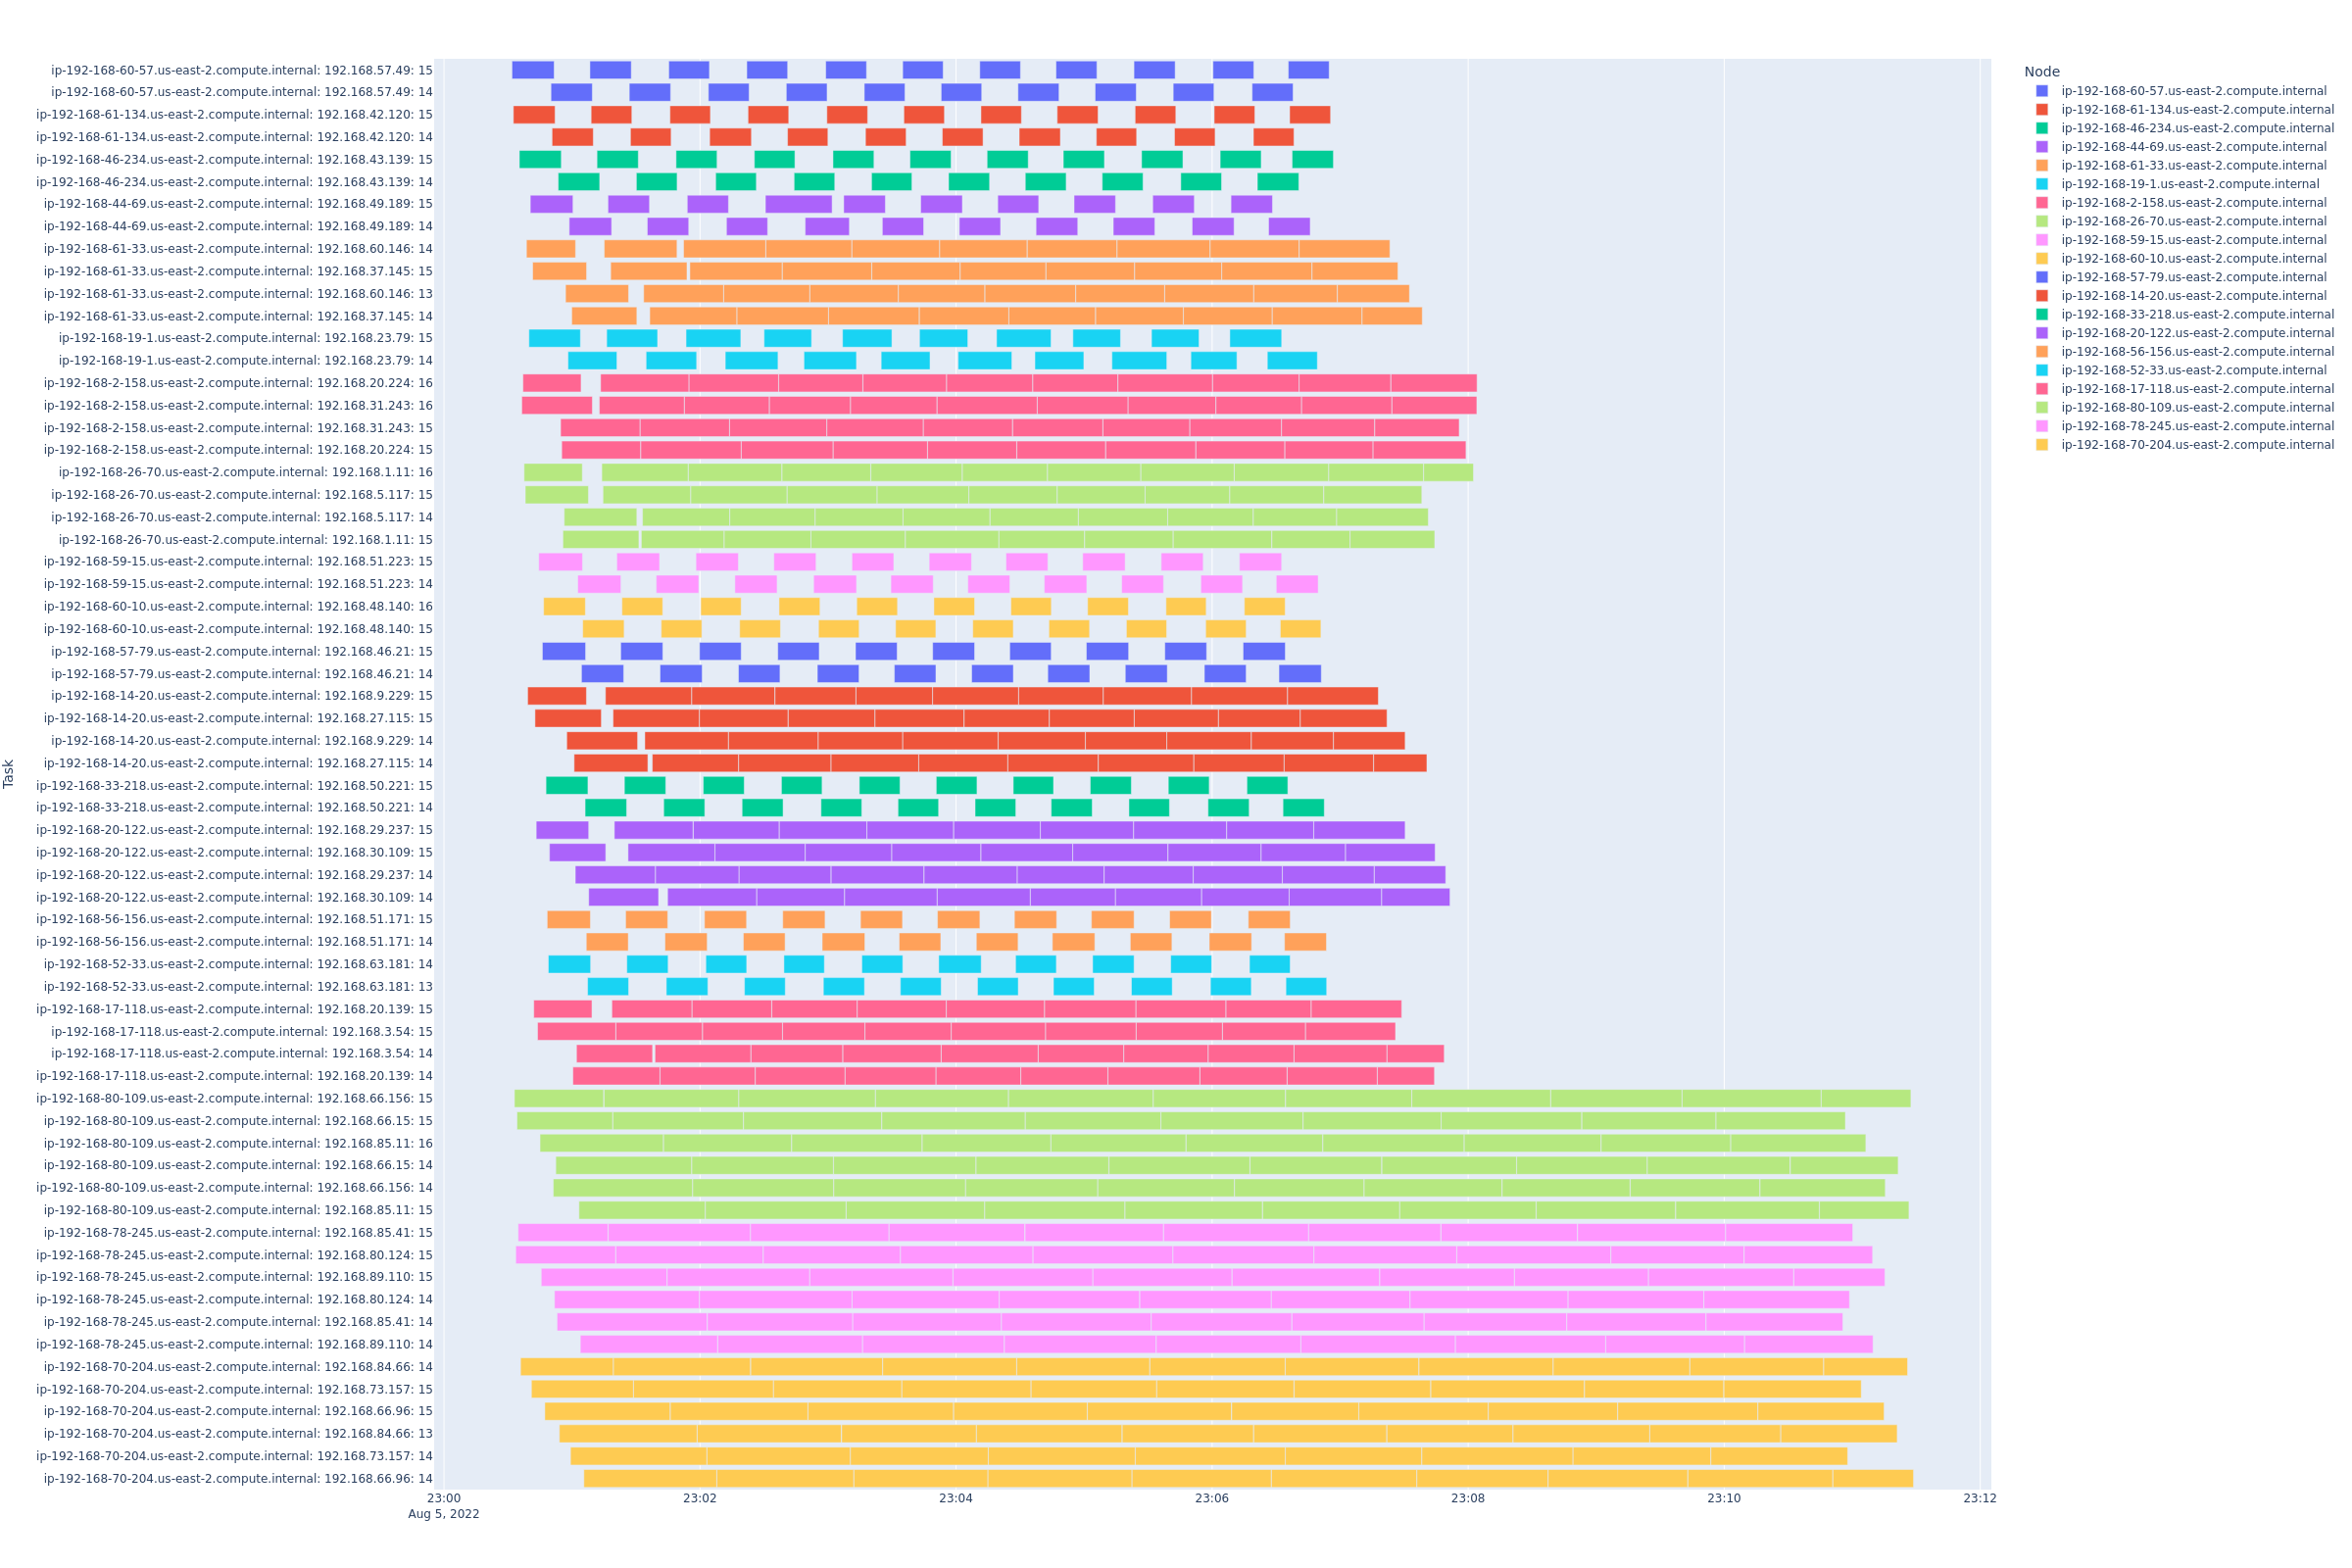 ip-192-168-60-57.us-east-2.compute.internal: 192.168.57.49: 15
ip-192-168-60-57.us-east-2.compute.internal: 192.168.57.49: 14
ip-192-168-61-134.us-east-2.compute.internal: 192.168.42.120: 15
ip-192-168-61-134.us-east-2.compute.internal: 192.168.42.120: 14
ip-192-168-46-234.us-east-2.compute.internal: 192.168.43.139: 15
ip-192-168-46-234.us-east-2.compute.internal: 192.168.43.139: 14
ip-192-168-44-69.us-east-2.compute.internal: 192.168.49.189: 15
ip-192-168-44-69.us-east-2.compute.internal: 192.168.49.189: 14
ip-192-168-61-33.us-east-2.compute.internal: 192.168.60.146: 14
ip-192-168-61-33.us-east-2.compute.internal: 192.168.37.145: 15
ip-192-168-61-33.us-east-2.compute.internal: 192.168.60.146: 13
ip-192-168-61-33.us-east-2.compute.internal: 192.168.37.145: 14
ip-192-168-19-1.us-east-2.compute.internal: 192.168.23.79: 15
ip-192-168-19-1.us-east-2.compute.internal: 192.168.23.79: 14
ip-192-168-2-158.us-east-2.compute.internal: 192.168.20.224: 16
ip-192-168-2-158.us-east-2.compute.internal: 192.168.31.243: 16
ip-192-168-2-158.us-east-2.compute.internal: 192.168.31.243: 15
ip-192-168-2-158.us-east-2.compute.internal: 192.168.20.224: 15
ip-192-168-26-70.us-east-2.compute.internal: 192.168.1.11: 16
ip-192-168-26-70.us-east-2.compute.internal: 192.168.5.117: 15
ip-192-168-26-70.us-east-2.compute.internal: 192.168.5.117: 14
ip-192-168-26-70.us-east-2.compute.internal: 192.168.1.11: 15
ip-192-168-59-15.us-east-2.compute.internal: 192.168.51.223: 15
ip-192-168-59-15.us-east-2.compute.internal: 192.168.51.223: 14
ip-192-168-60-10.us-east-2.compute.internal: 192.168.48.140: 16
ip-192-168-60-10.us-east-2.compute.internal: 192.168.48.140: 15
ip-192-168-57-79.us-east-2.compute.internal: 192.168.46.21: 15
ip-192-168-57-79.us-east-2.compute.internal: 192.168.46.21: 14
ip-192-168-14-20.us-east-2.compute.internal: 192.168.9.229: 15
ip-192-168-14-20.us-east-2.compute.internal: 192.168.27.115: 15
ip-192-168-14-20.us-east-2.compute.internal: 192.168.9.229: 14
ip-192-168-14-20.us-east-2.compute.internal: 192.168.27.115: 14
ip-192-168-33-218.us-east-2.compute.internal: 192.168.50.221: 15
ip-192-168-33-218.us-east-2.compute.internal: 192.168.50.221: 14
ip-192-168-20-122.us-east-2.compute.internal: 192.168.29.237: 15
ip-192-168-20-122.us-east-2.compute.internal: 192.168.30.109: 15
ip-192-168-20-122.us-east-2.compute.internal: 192.168.29.237: 14
ip-192-168-20-122.us-east-2.compute.internal: 192.168.30.109: 14
ip-192-168-56-156.us-east-2.compute.internal: 192.168.51.171: 15
ip-192-168-56-156.us-east-2.compute.internal: 192.168.51.171: 14
ip-192-168-52-33.us-east-2.compute.internal: 192.168.63.181: 14
ip-192-168-52-33.us-east-2.compute.internal: 192.168.63.181: 13
ip-192-168-17-118.us-east-2.compute.internal: 192.168.20.139: 15
ip-192-168-17-118.us-east-2.compute.internal: 192.168.3.54: 15
ip-192-168-17-118.us-east-2.compute.internal: 192.168.3.54: 14
ip-192-168-17-118.us-east-2.compute.internal: 192.168.20.139: 14
ip-192-168-80-109.us-east-2.compute.internal: 192.168.66.156: 15
ip-192-168-80-109.us-east-2.compute.internal: 192.168.66.15: 15
ip-192-168-80-109.us-east-2.compute.internal: 192.168.85.11: 16
ip-192-168-80-109.us-east-2.compute.internal: 192.168.66.15: 14
ip-192-168-80-109.us-east-2.compute.internal: 192.168.66.156: 14
ip-192-168-80-109.us-east-2.compute.internal: 192.168.85.11: 15
ip-192-168-78-245.us-east-2.compute.internal: 192.168.85.41: 15
ip-192-168-78-245.us-east-2.compute.internal: 192.168.80.124: 15
ip-192-168-78-245.us-east-2.compute.internal: 192.168.89.110: 15
ip-192-168-78-245.us-east-2.compute.internal: 192.168.80.124: 14
ip-192-168-78-245.us-east-2.compute.internal: 192.168.85.41: 14
ip-192-168-78-245.us-east-2.compute.internal: 192.168.89.110: 14
ip-192-168-70-204.us-east-2.compute.internal: 192.168.84.66: 14
ip-192-168-70-204.us-east-2.compute.internal: 192.168.73.157: 15
ip-192-168-70-204.us-east-2.compute.internal: 192.168.66.96: 15
ip-192-168-70-204.us-east-2.compute.internal: 192.168.84.66: 13
ip-192-168-70-204.us-east-2.compute.internal: 192.168.73.157: 14
ip-192-168-70-204.us-east-2.compute.internal: 192.168.66.96: 14
Task
23:00
Aug 5, 2022
23:02
23:04
23:06
23:08
23:10
23:12
Node
ip-192-168-60-57.us-east-2.compute.internal
ip-192-168-61-134.us-east-2.compute.internal
ip-192-168-46-234.us-east-2.compute.internal
ip-192-168-44-69.us-east-2.compute.internal
ip-192-168-61-33.us-east-2.compute.internal
ip-192-168-19-1.us-east-2.compute.internal
ip-192-168-2-158.us-east-2.compute.internal
ip-192-168-26-70.us-east-2.compute.internal
ip-192-168-59-15.us-east-2.compute.internal
ip-192-168-60-10.us-east-2.compute.internal
ip-192-168-57-79.us-east-2.compute.internal
ip-192-168-14-20.us-east-2.compute.internal
ip-192-168-33-218.us-east-2.compute.internal
ip-192-168-20-122.us-east-2.compute.internal
ip-192-168-56-156.us-east-2.compute.internal
ip-192-168-52-33.us-east-2.compute.internal
ip-192-168-17-118.us-east-2.compute.internal
ip-192-168-80-109.us-east-2.compute.internal
ip-192-168-78-245.us-east-2.compute.internal
ip-192-168-70-204.us-east-2.compute.internal